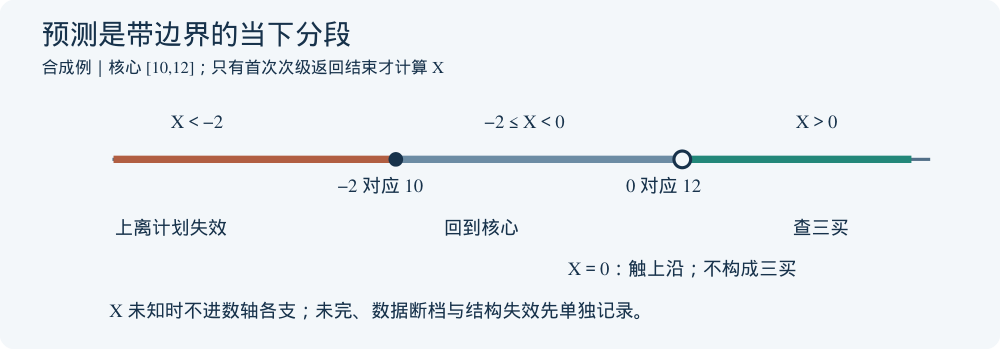 预测是带边界的当下分段
合成例｜核心 [10,12]；只有首次次级返回结束才计算 X
X < −2
−2 ≤ X < 0
X > 0
−2 对应 10
0 对应 12
上离计划失效
回到核心
查三买
X = 0：触上沿；不构成三买
X 未知时不进数轴各支；未完、数据断档与结构失效先单独记录。